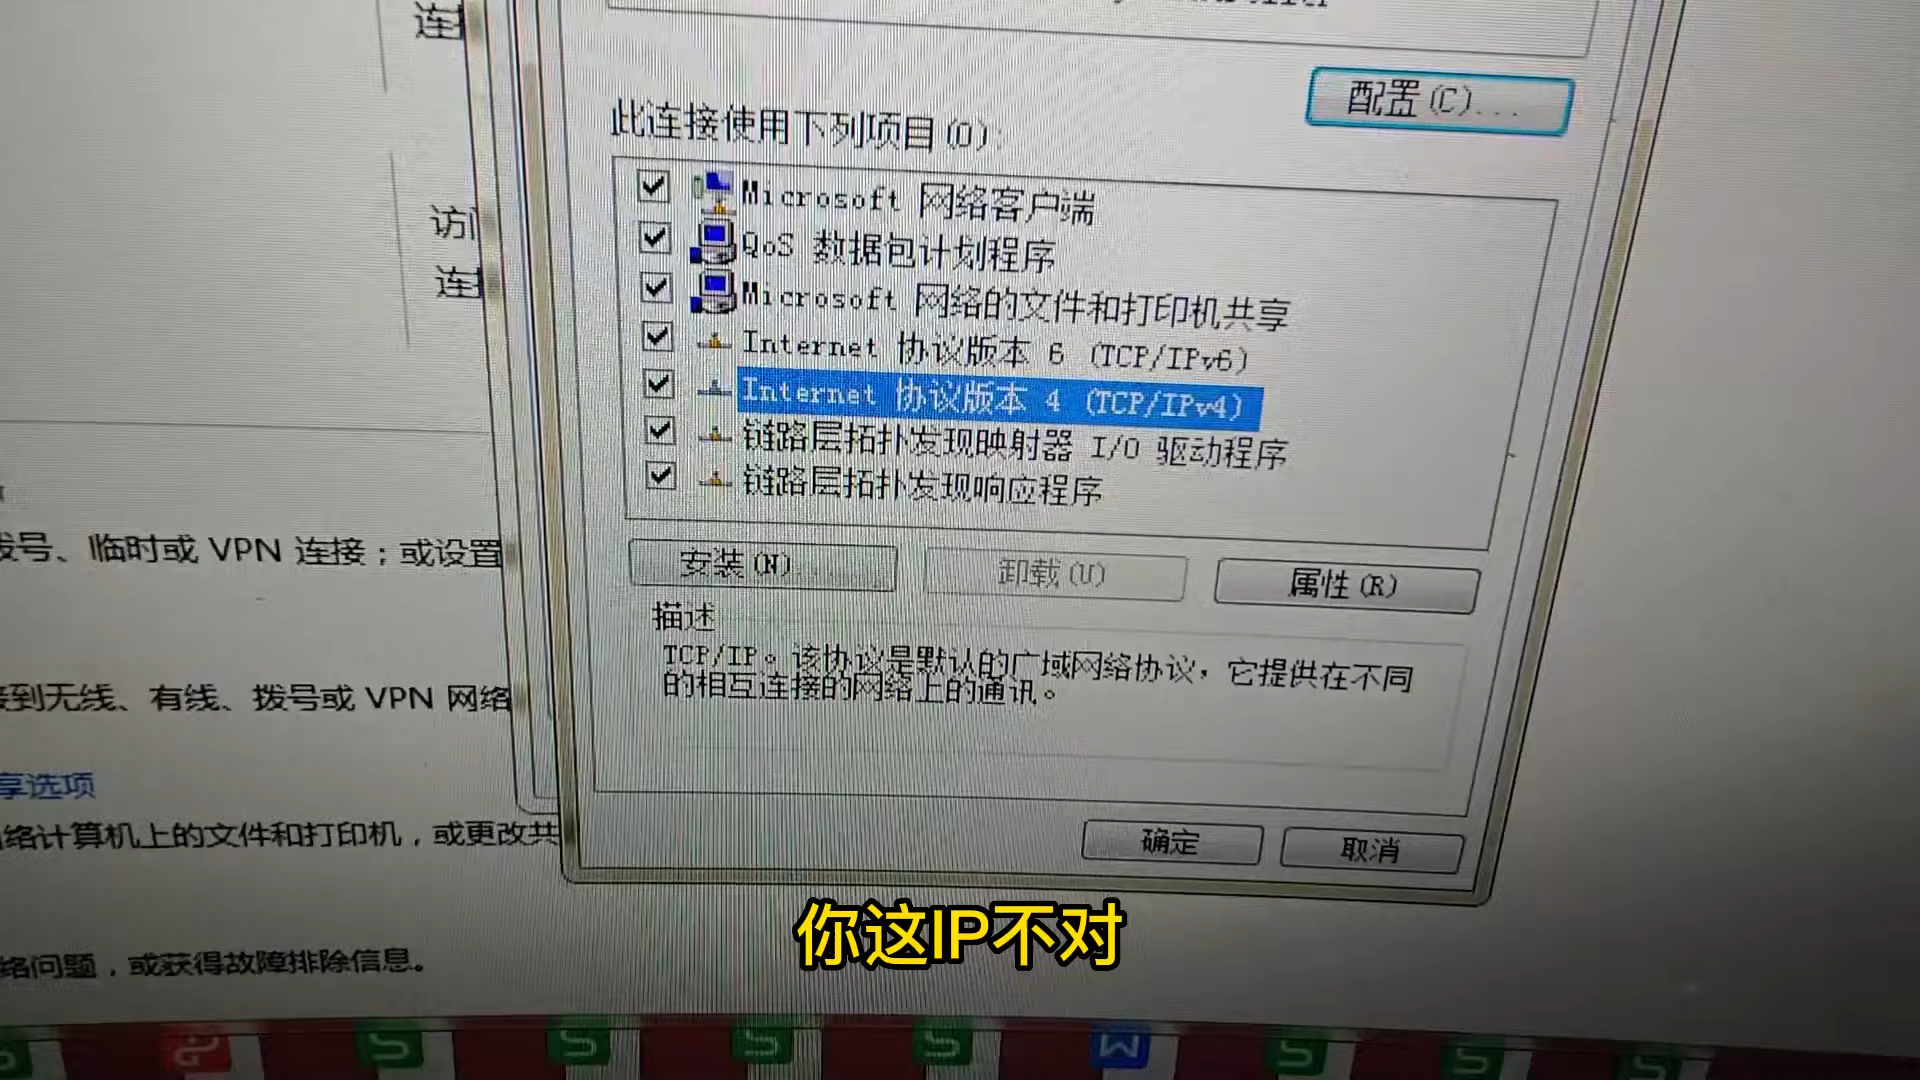 配置(C)...
此连接使用下列项目(O):
Microsoft 网络客户端
QoS 数据包计划程序
Microsoft 网络的文件和打印机共享
Internet 协议版本 6 (TCP/IPv6)
Internet 协议版本 4 (TCP/IPv4)
链路层拓扑发现映射器 I/O 驱动程序
链路层拓扑发现响应程序
安装(N)...
卸载(U)
属性(R)
描述
TCP/IP。该协议是默认的广域网络协议，它提供在不同
的相互连接的网络上的通讯。
确定
取消
号、临时或 VPN 连接；或设置
到无线、有线、拨号或 VPN 网络
享选项
络计算机上的文件和打印机，或更改共
络问题，或获得故障排除信息。
你这IP不对